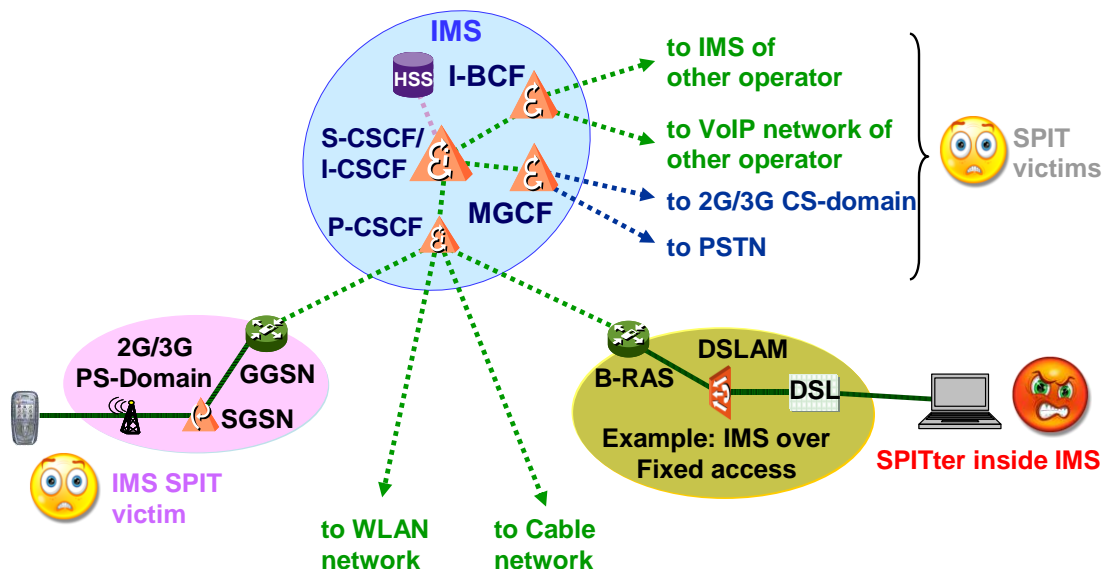 IMS
HSS
I-BCF
S-CSCF/
I-CSCF
MGCF
P-CSCF
to IMS of
other operator
to VoIP network of
other operator
to 2G/3G CS-domain
to PSTN
SPIT
victims
2G/3G
PS-Domain
GGSN
SGSN
IMS SPIT
victim
DSLAM
B-RAS
DSL
Example: IMS over
Fixed access
SPITter inside IMS
to WLAN
network
to Cable
network